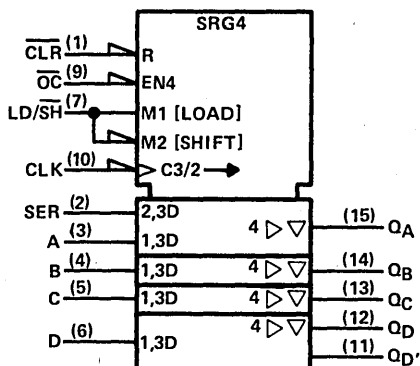 SRG4
CLR (1) R
OC (9) EN4
LD/SH (7) M1 [LOAD]
M2 [SHIFT]
CLK (10) C3/2
SER (2) 2,3D
4 (15) QA
A (3) 1,3D
B (4) 1,3D 4 (14) QB
C (5) 1,3D 4 (13) QC
4 (12) QD
D (6) 1,3D
(11) QD'